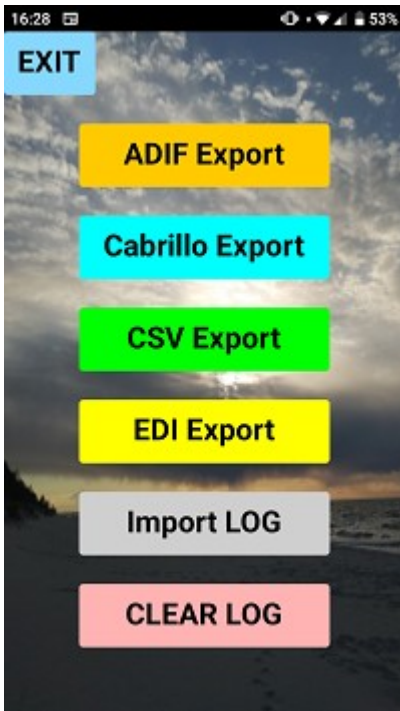 16:28 53%
EXIT
ADIF Export
Cabrillo Export
CSV Export
EDI Export
Import LOG
CLEAR LOG